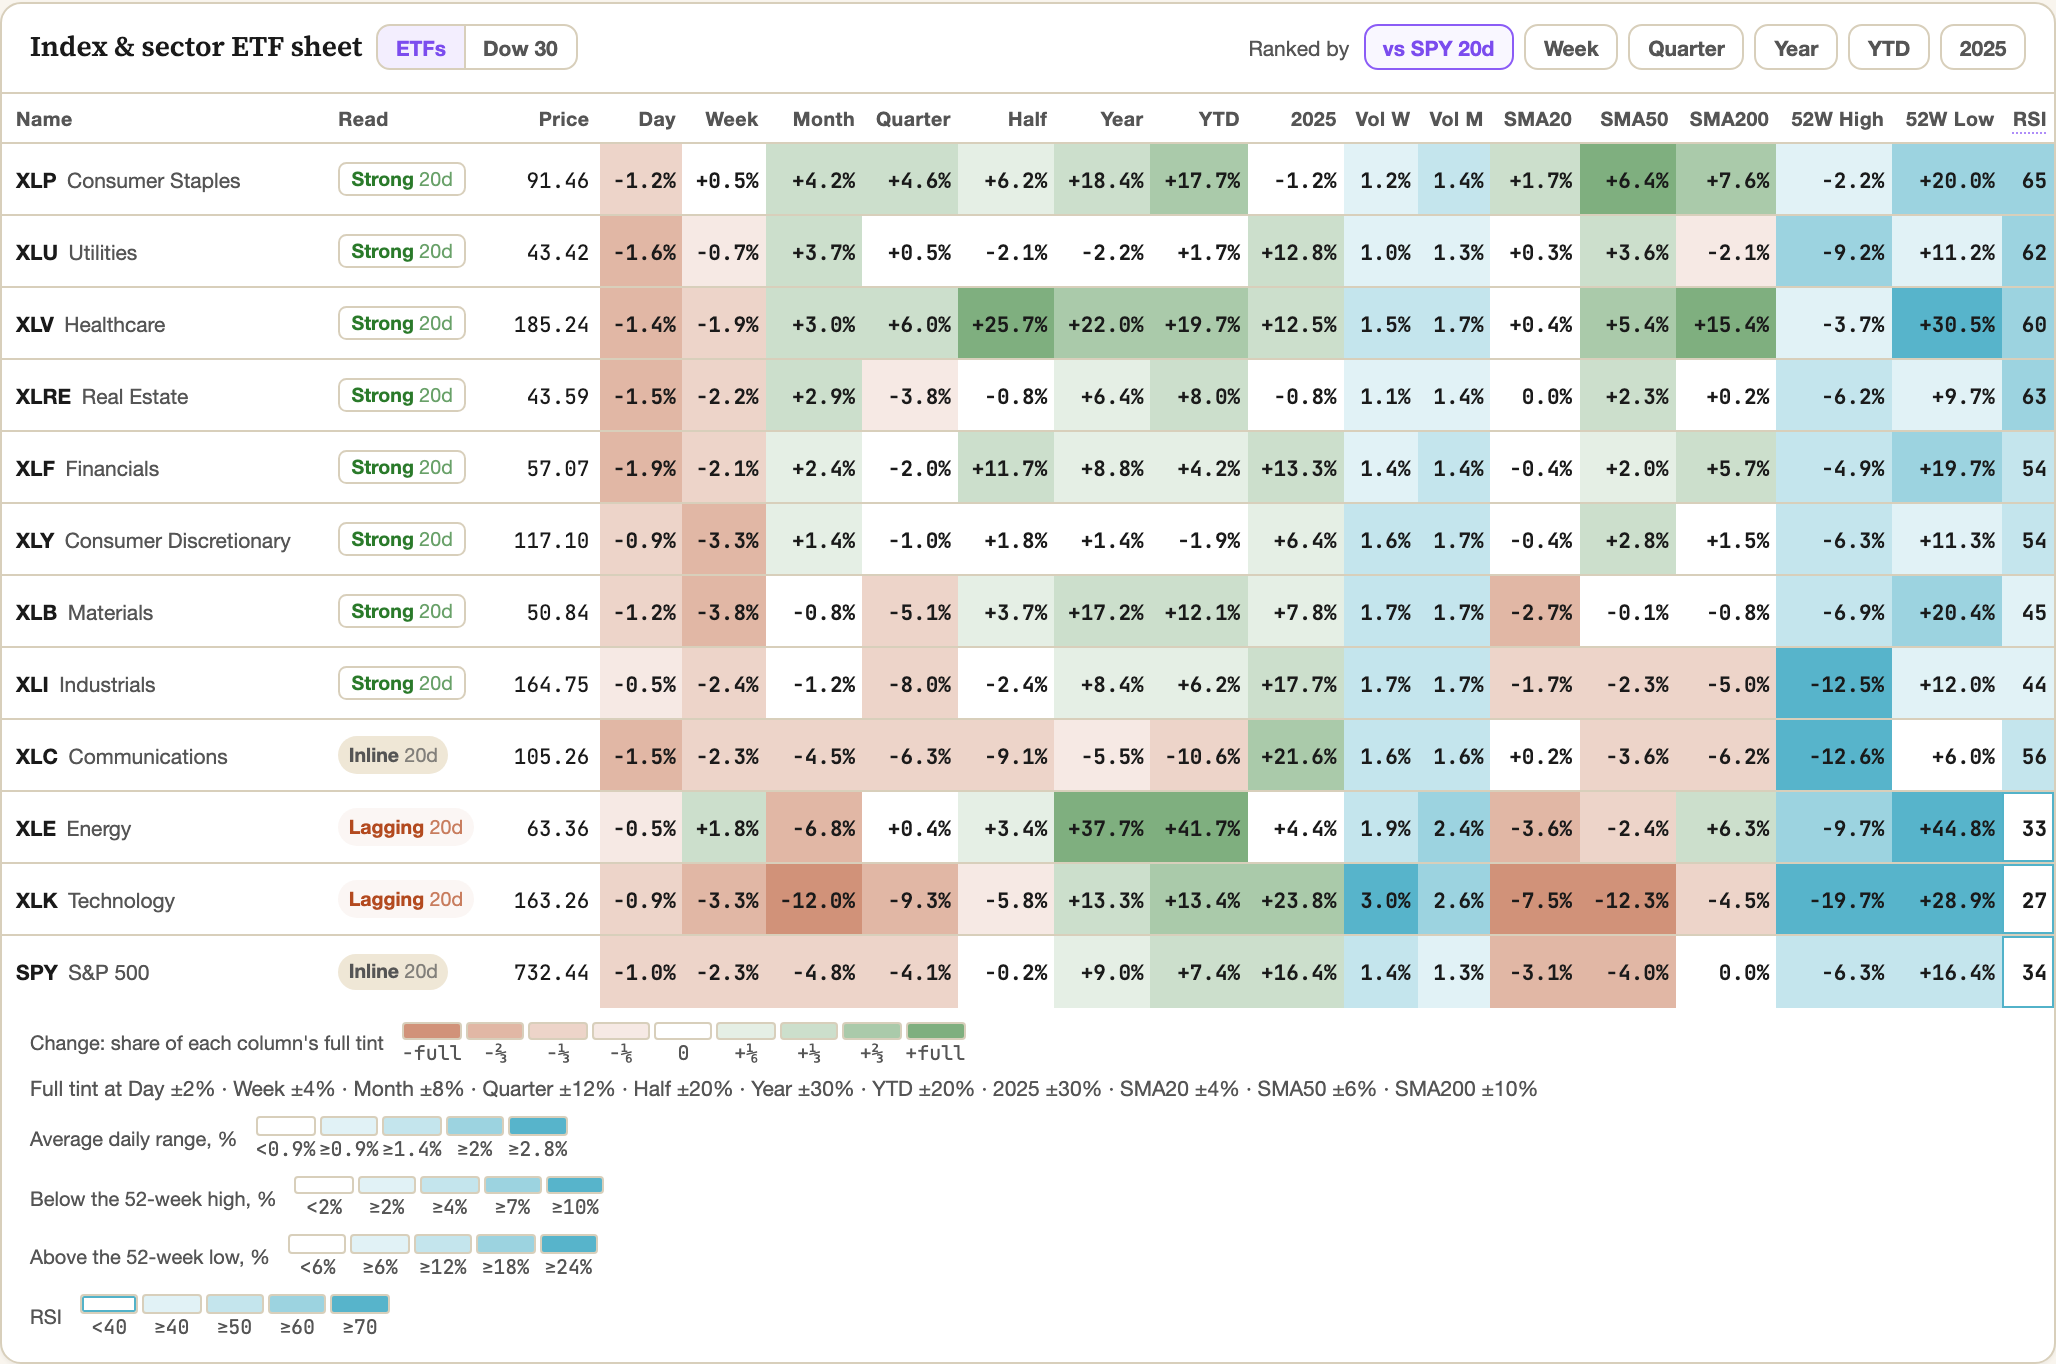 Index & sector ETF sheet ETFs Dow 30 Ranked by vs SPY 20d Week Quarter Year YTD 2025
Name Read Price Day Week Month Quarter Half Year YTD 2025 Vol W Vol M SMA20 SMA50 SMA200 52W High 52W Low RSI
XLP Consumer Staples Strong 20d 91.46 -1.2% +0.5% +4.2% +4.6% +6.2% +18.4% +17.7% -1.2% 1.2% 1.4% +1.7% +6.4% +7.6% -2.2% +20.0% 65
XLU Utilities Strong 20d 43.42 -1.6% -0.7% +3.7% +0.5% -2.1% -2.2% +1.7% +12.8% 1.0% 1.3% +0.3% +3.6% -2.1% -9.2% +11.2% 62
XLV Healthcare Strong 20d 185.24 -1.4% -1.9% +3.0% +6.0% +25.7% +22.0% +19.7% +12.5% 1.5% 1.7% +0.4% +5.4% +15.4% -3.7% +30.5% 60
XLRE Real Estate Strong 20d 43.59 -1.5% -2.2% +2.9% -3.8% -0.8% +6.4% +8.0% -0.8% 1.1% 1.4% 0.0% +2.3% +0.2% -6.2% +9.7% 63
XLF Financials Strong 20d 57.07 -1.9% -2.1% +2.4% -2.0% +11.7% +8.8% +4.2% +13.3% 1.4% 1.4% -0.4% +2.0% +5.7% -4.9% +19.7% 54
XLY Consumer Discretionary Strong 20d 117.10 -0.9% -3.3% +1.4% -1.0% +1.8% +1.4% -1.9% +6.4% 1.6% 1.7% -0.4% +2.8% +1.5% -6.3% +11.3% 54
XLB Materials Strong 20d 50.84 -1.2% -3.8% -0.8% -5.1% +3.7% +17.2% +12.1% +7.8% 1.7% 1.7% -2.7% -0.1% -0.8% -6.9% +20.4% 45
XLI Industrials Strong 20d 164.75 -0.5% -2.4% -1.2% -8.0% -2.4% +8.4% +6.2% +17.7% 1.7% 1.7% -1.7% -2.3% -5.0% -12.5% +12.0% 44
XLC Communications Inline 20d 105.26 -1.5% -2.3% -4.5% -6.3% -9.1% -5.5% -10.6% +21.6% 1.6% 1.6% +0.2% -3.6% -6.2% -12.6% +6.0% 56
XLE Energy Lagging 20d 63.36 -0.5% +1.8% -6.8% +0.4% +3.4% +37.7% +41.7% +4.4% 1.9% 2.4% -3.6% -2.4% +6.3% -9.7% +44.8% 33
XLK Technology Lagging 20d 163.26 -0.9% -3.3% -12.0% -9.3% -5.8% +13.3% +13.4% +23.8% 3.0% 2.6% -7.5% -12.3% -4.5% -19.7% +28.9% 27
SPY S&P 500 Inline 20d 732.44 -1.0% -2.3% -4.8% -4.1% -0.2% +9.0% +7.4% +16.4% 1.4% 1.3% -3.1% -4.0% 0.0% -6.3% +16.4% 34
Change: share of each column's full tint -full -⅔ -⅓ -⅙ 0 +⅙ +⅓ +⅔ +full
Full tint at Day ±2% · Week ±4% · Month ±8% · Quarter ±12% · Half ±20% · Year ±30% · YTD ±20% · 2025 ±30% · SMA20 ±4% · SMA50 ±6% · SMA200 ±10%
Average daily range, % <0.9% ≥0.9% ≥1.4% ≥2% ≥2.8%
Below the 52-week high, % <2% ≥2% ≥4% ≥7% ≥10%
Above the 52-week low, % <6% ≥6% ≥12% ≥18% ≥24%
RSI <40 ≥40 ≥50 ≥60 ≥70